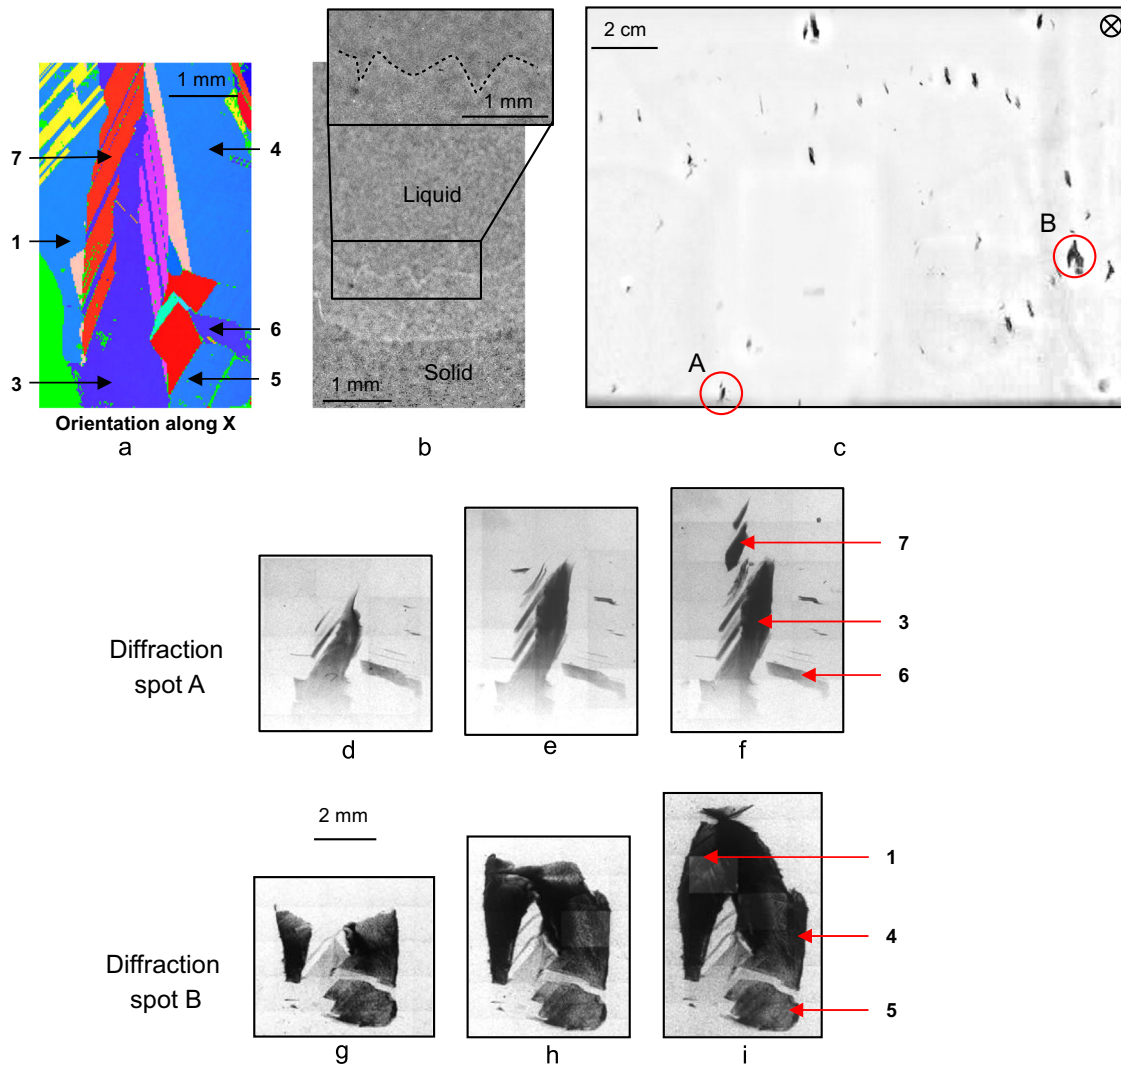 1 mm
7
4
1
6
3
5
Orientation along X
a
1 mm
Liquid
Solid
1 mm
b
2 cm
B
A
c
Diffraction
spot A
7
3
6
d
e
f
2 mm
Diffraction
spot B
1
4
5
g
h
i